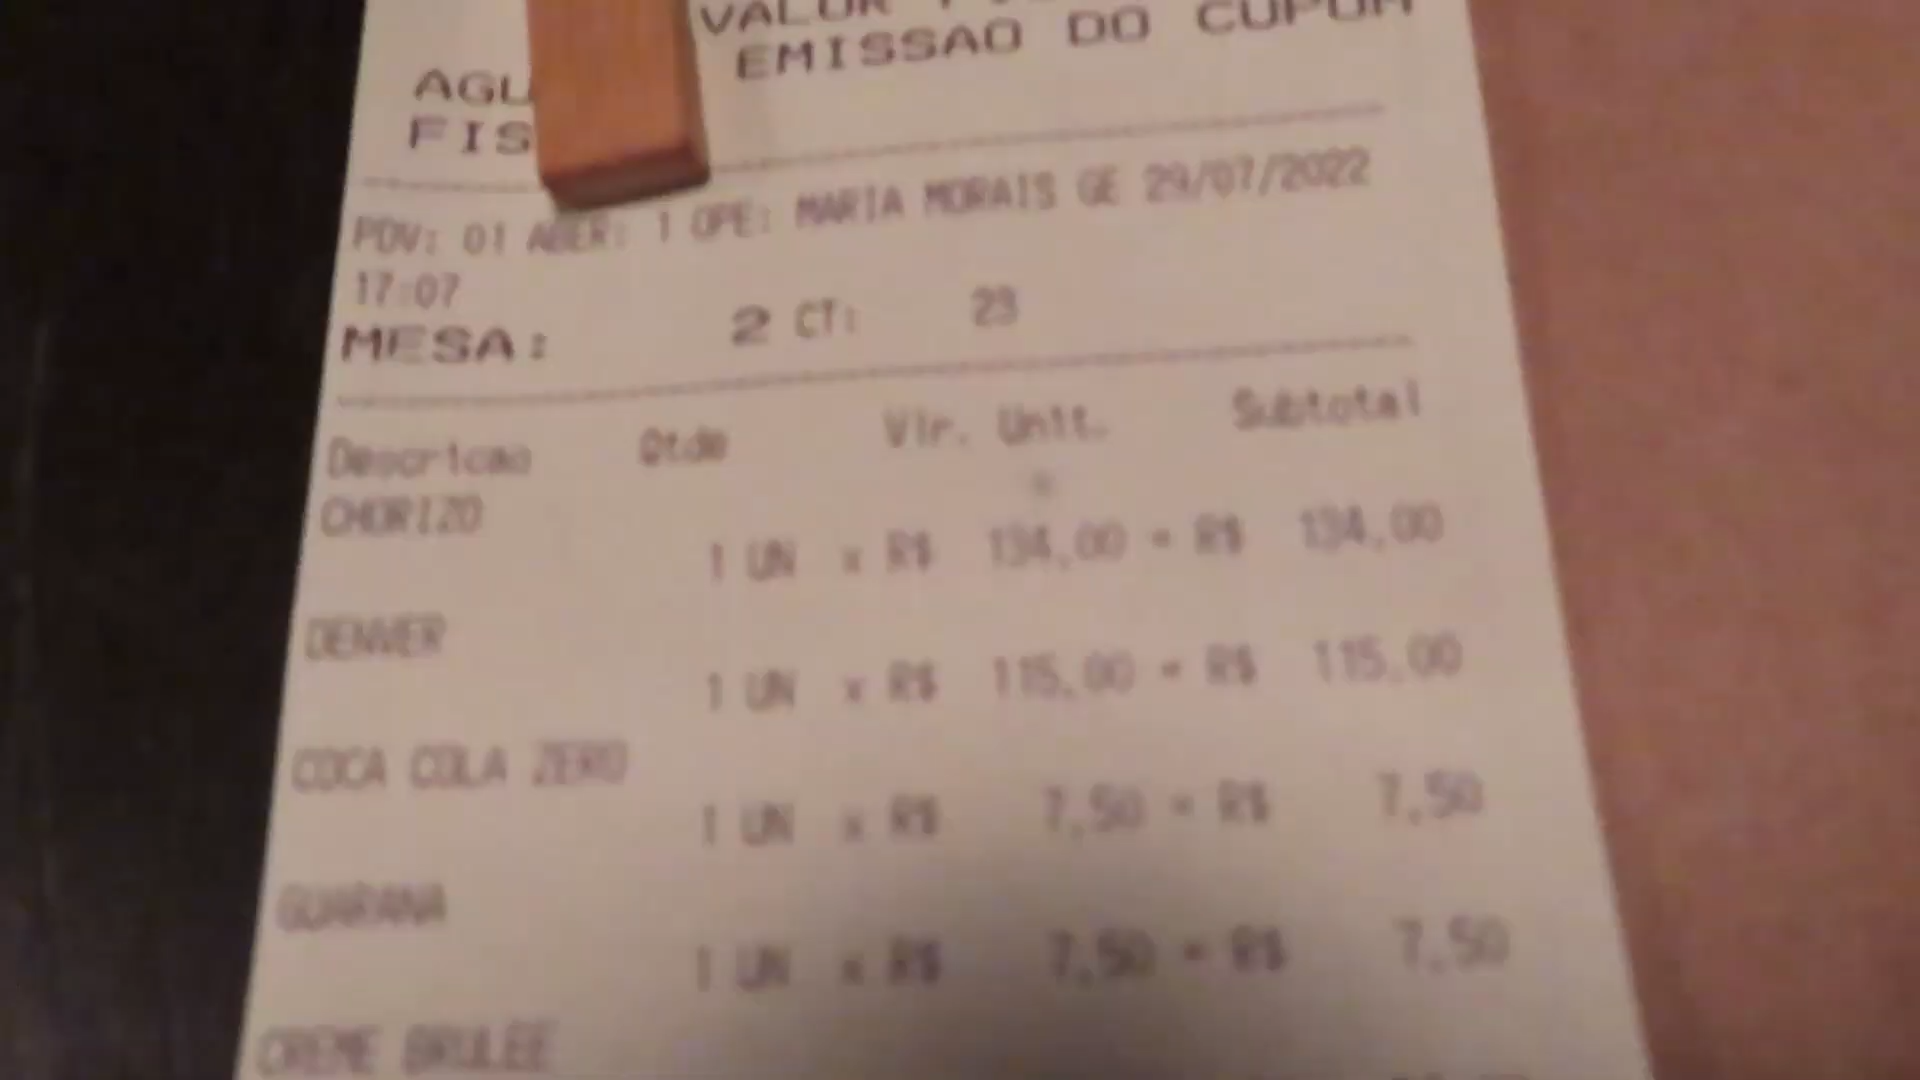 VALOR
EMISSAO DO CUPOM
AGU
FIS
PDV: 01 ABER: 1 OPE: MARIA MORAIS GE 29/07/2022
17:07
MESA: 2 CT: 23
Descricao Qtde Vlr. Unit. Subtotal
CHORIZO
1 UN x R$ 134,00 = R$ 134,00
DENVER
1 UN x R$ 115,00 = R$ 115,00
COCA COLA ZERO
1 UN x R$ 7,50 = R$ 7,50
GUARANA
1 UN x R$ 7,50 = R$ 7,50
CREME BRULEE